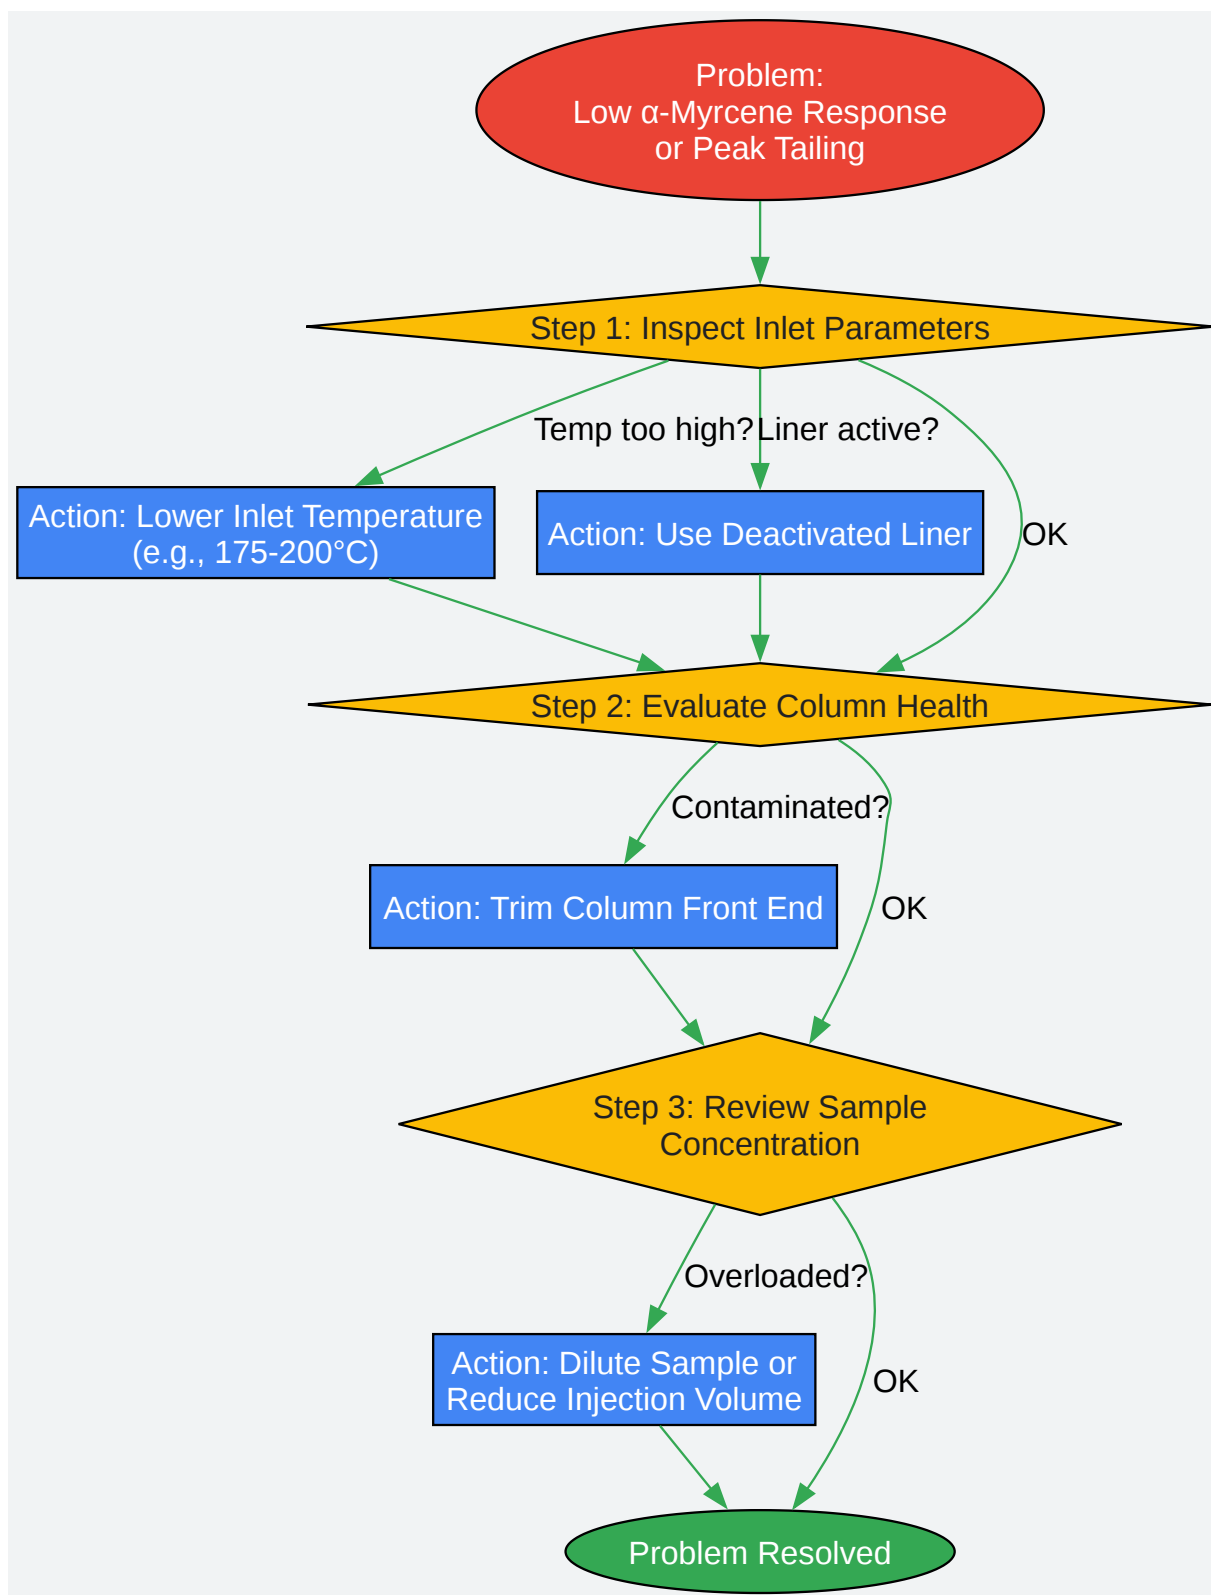 Problem:
Low α-Myrcene Response
or Peak Tailing
Step 1: Inspect Inlet Parameters
Temp too high?
Liner active?
Action: Lower Inlet Temperature
(e.g., 175-200°C)
Action: Use Deactivated Liner
OK
Step 2: Evaluate Column Health
Contaminated?
Action: Trim Column Front End
OK
Step 3: Review Sample
Concentration
Overloaded?
Action: Dilute Sample or
Reduce Injection Volume
OK
Problem Resolved